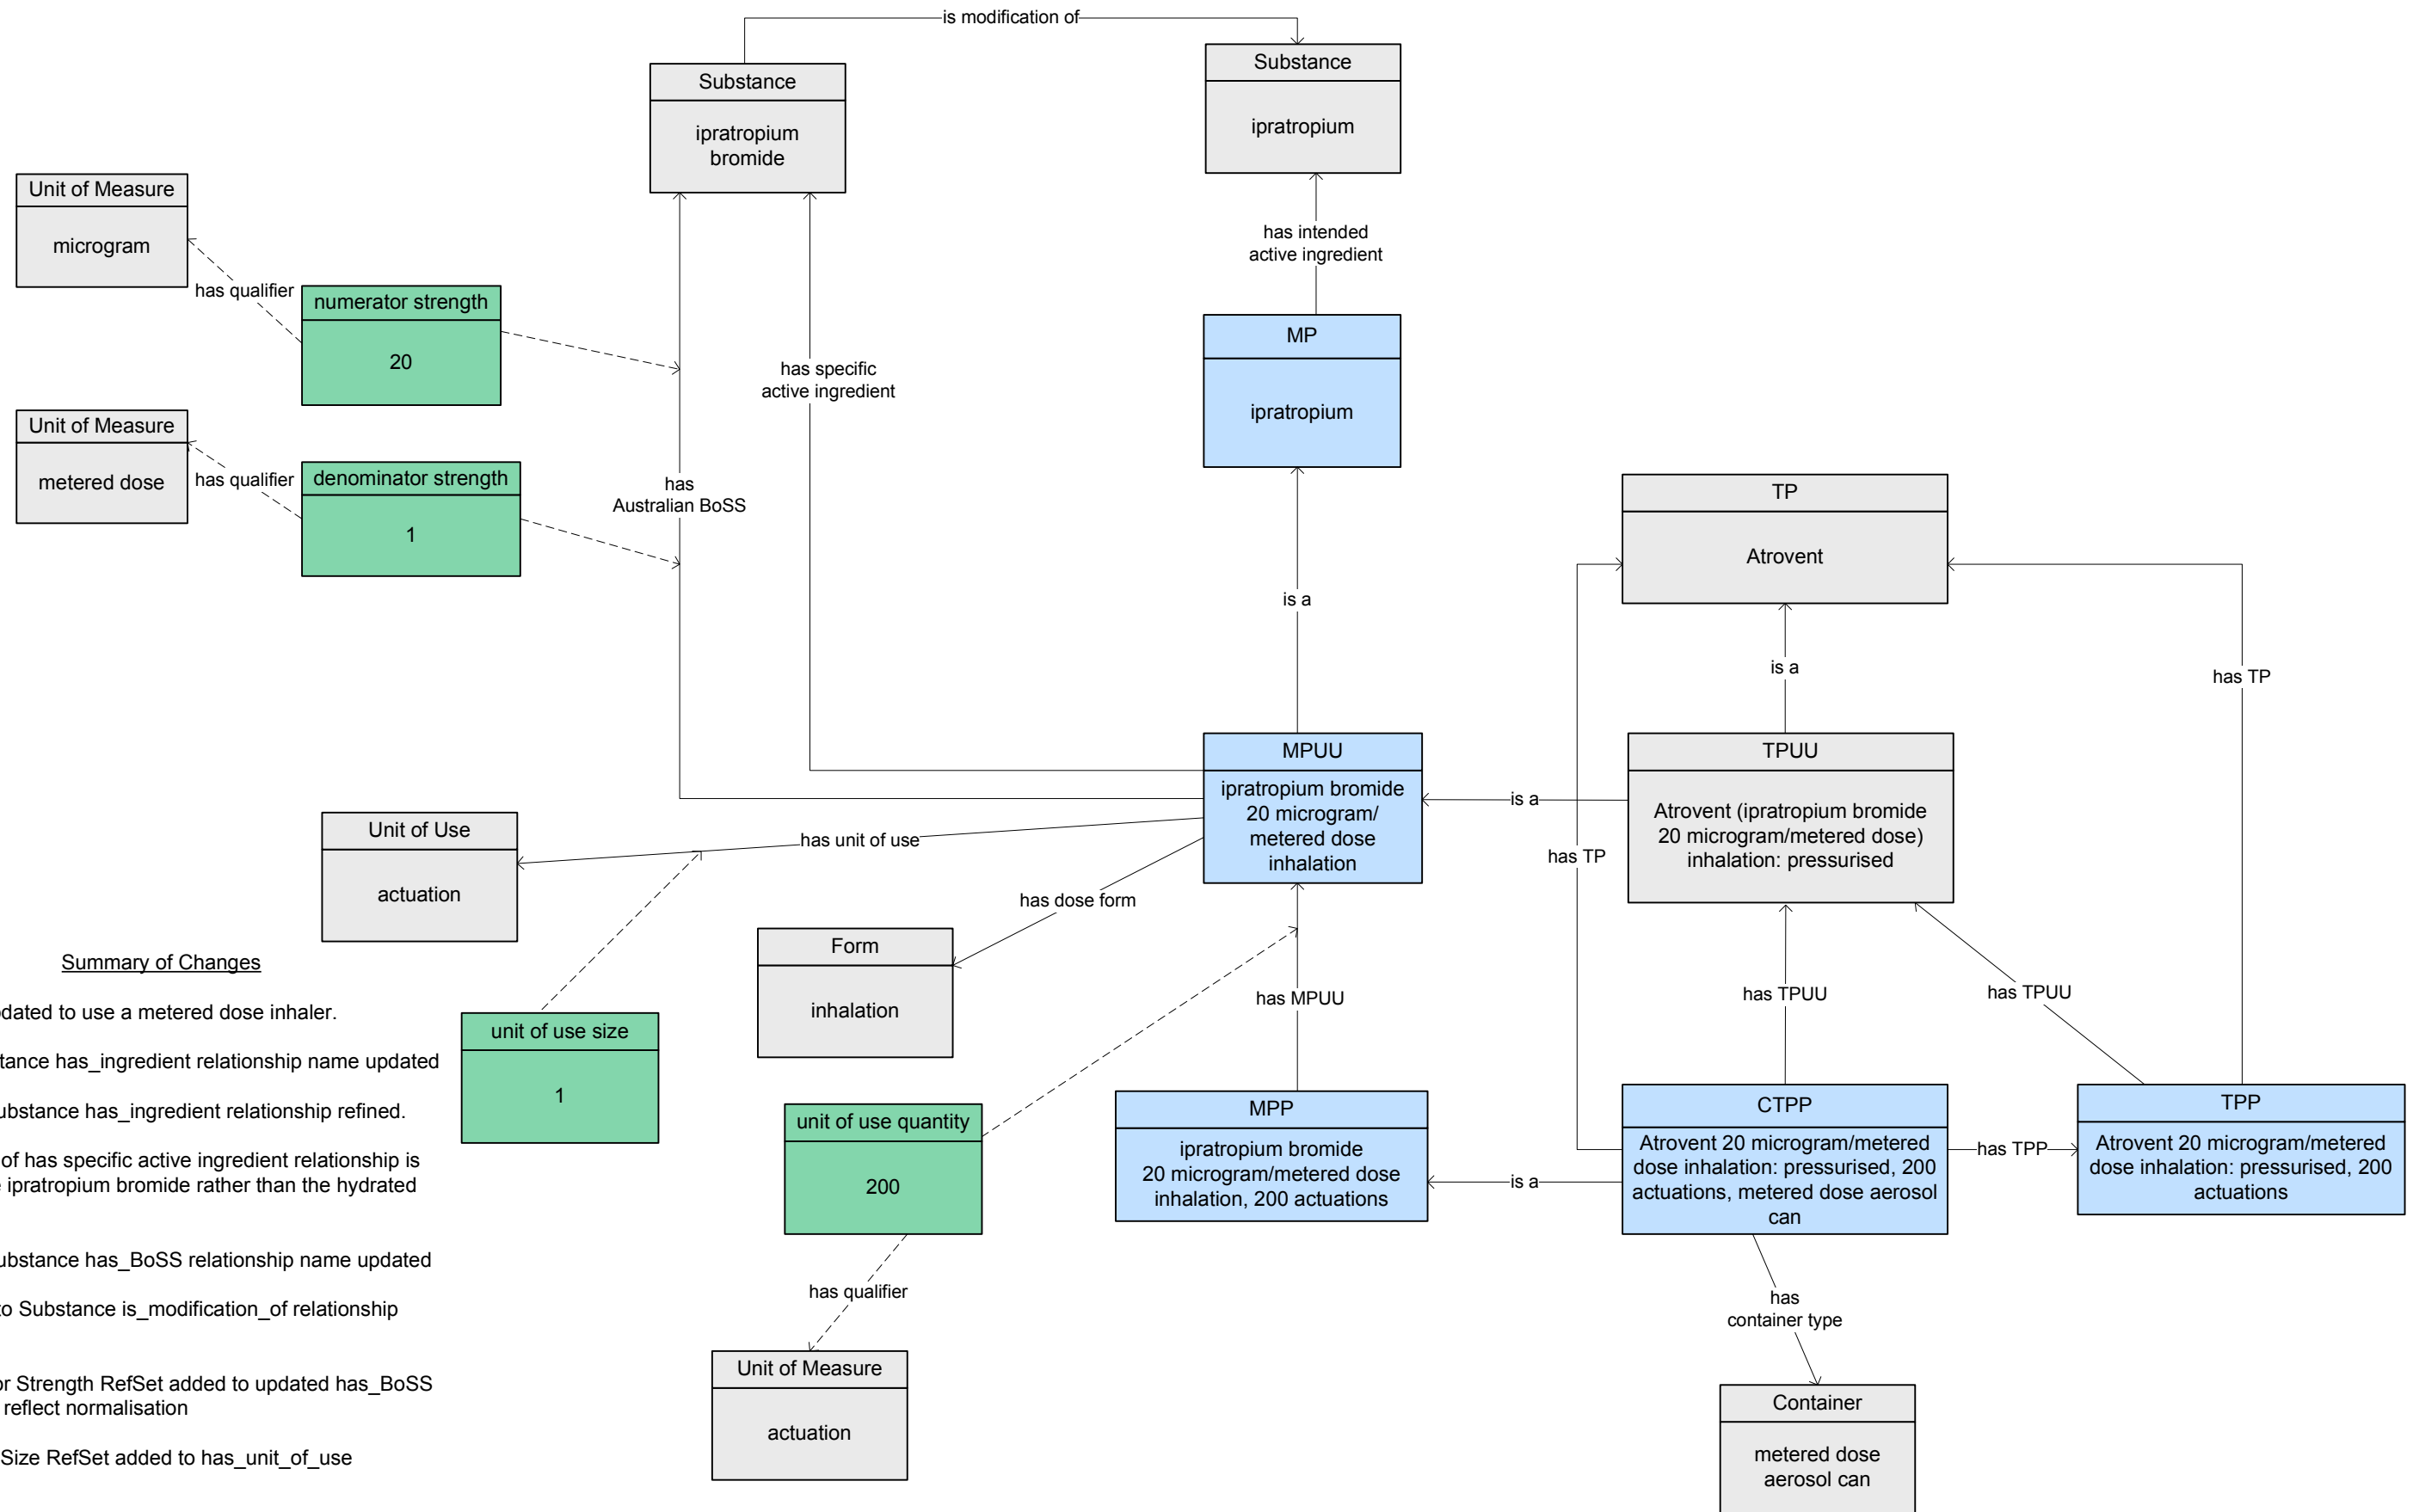 is modification of
Substance
ipratropium
bromide
Substance
ipratropium
Unit of Measure
microgram
has qualifier
numerator strength
20
has intended
active ingredient
MP
ipratropium
has specific
active ingredient
Unit of Measure
metered dose
has qualifier
denominator strength
1
has
Australian BoSS
TP
Atrovent
is a
is a
has TP
MPUU
ipratropium bromide
20 microgram/
metered dose
inhalation
TPUU
Atrovent (ipratropium bromide
20 microgram/metered dose)
inhalation: pressurised
is a
has TP
Unit of Use
actuation
has unit of use
has dose form
Form
inhalation
has MPUU
has TPUU
has TPUU
Summary of Changes
dated to use a metered dose inhaler.
tance has_ingredient relationship name updated
ubstance has_ingredient relationship refined.
of has specific active ingredient relationship is
ipratropium bromide rather than the hydrated
ubstance has_BoSS relationship name updated
to Substance is_modification_of relationship
or Strength RefSet added to updated has_BoSS
reflect normalisation
Size RefSet added to has_unit_of_use
unit of use size
1
unit of use quantity
200
MPP
ipratropium bromide
20 microgram/metered dose
inhalation, 200 actuations
is a
CTPP
Atrovent 20 microgram/metered
dose inhalation: pressurised, 200
actuations, metered dose aerosol
can
has TPP
TPP
Atrovent 20 microgram/metered
dose inhalation: pressurised, 200
actuations
has qualifier
Unit of Measure
actuation
has
container type
Container
metered dose
aerosol can